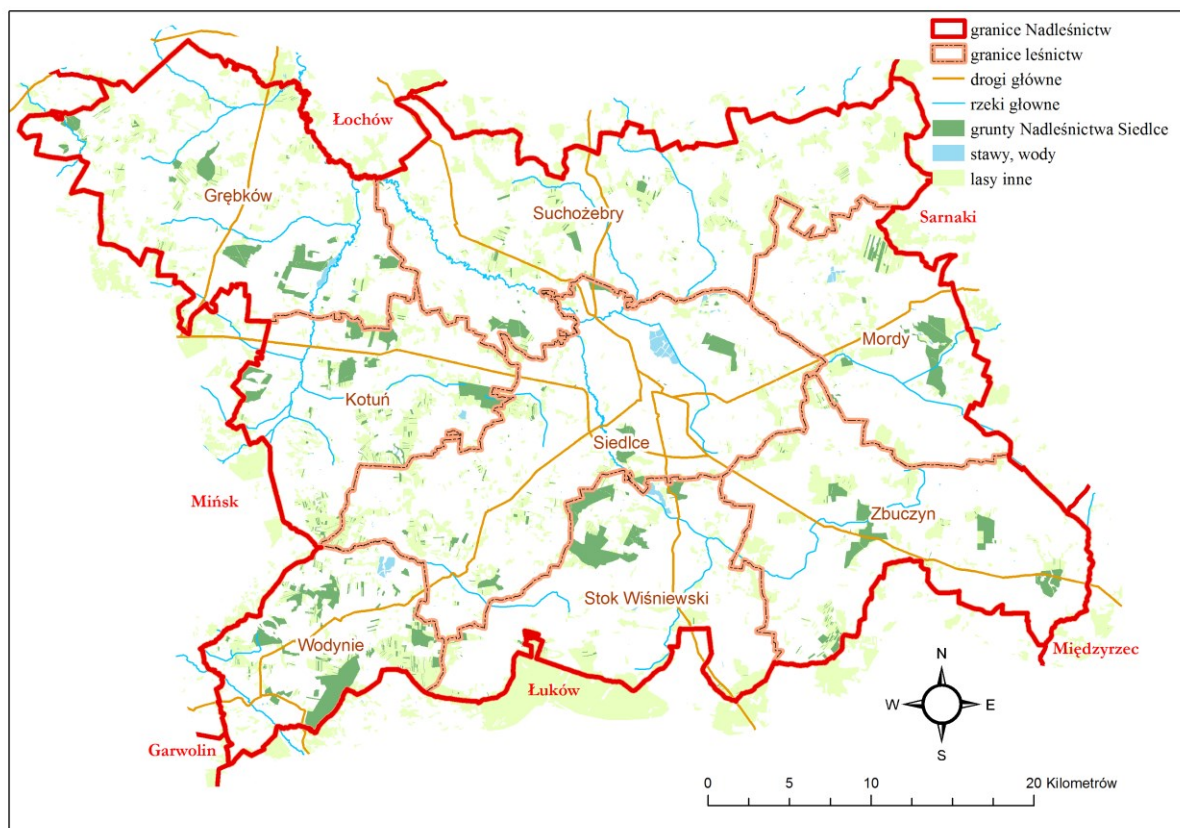 granice Nadleśnictw
granice leśnictw
drogi główne
rzeki głowne
grunty Nadleśnictwa Siedlce
stawy, wody
lasy inne
Łochów
Grębków
Suchożebry
Sarnaki
Mordy
Kotuń
Siedlce
Mińsk
Zbuczyn
Stok Wiśniewski
Wodynie
Międzyrzec
Łuków
Garwolin
N
W
E
S
0 5 10 20 Kilometrów